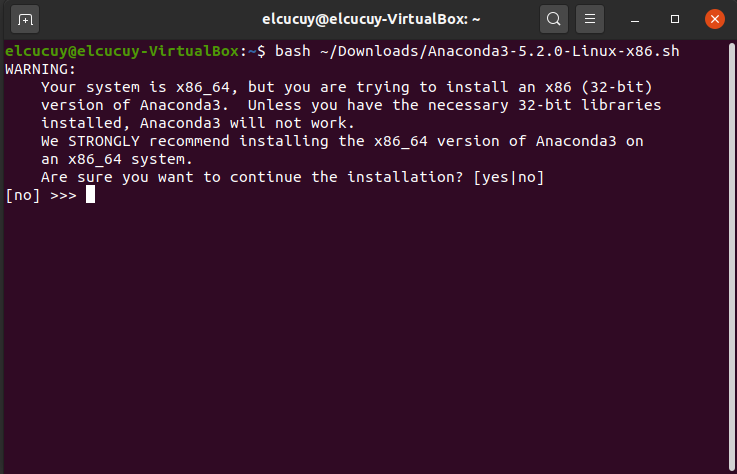 elcucuy@elcucuy-VirtualBox: ~
elcucuy@elcucuy-VirtualBox:~$ bash ~/Downloads/Anaconda3-5.2.0-Linux-x86.sh
WARNING:
    Your system is x86_64, but you are trying to install an x86 (32-bit)
    version of Anaconda3.  Unless you have the necessary 32-bit libraries
    installed, Anaconda3 will not work.
    We STRONGLY recommend installing the x86_64 version of Anaconda3 on
    an x86_64 system.
    Are sure you want to continue the installation? [yes|no]
[no] >>>